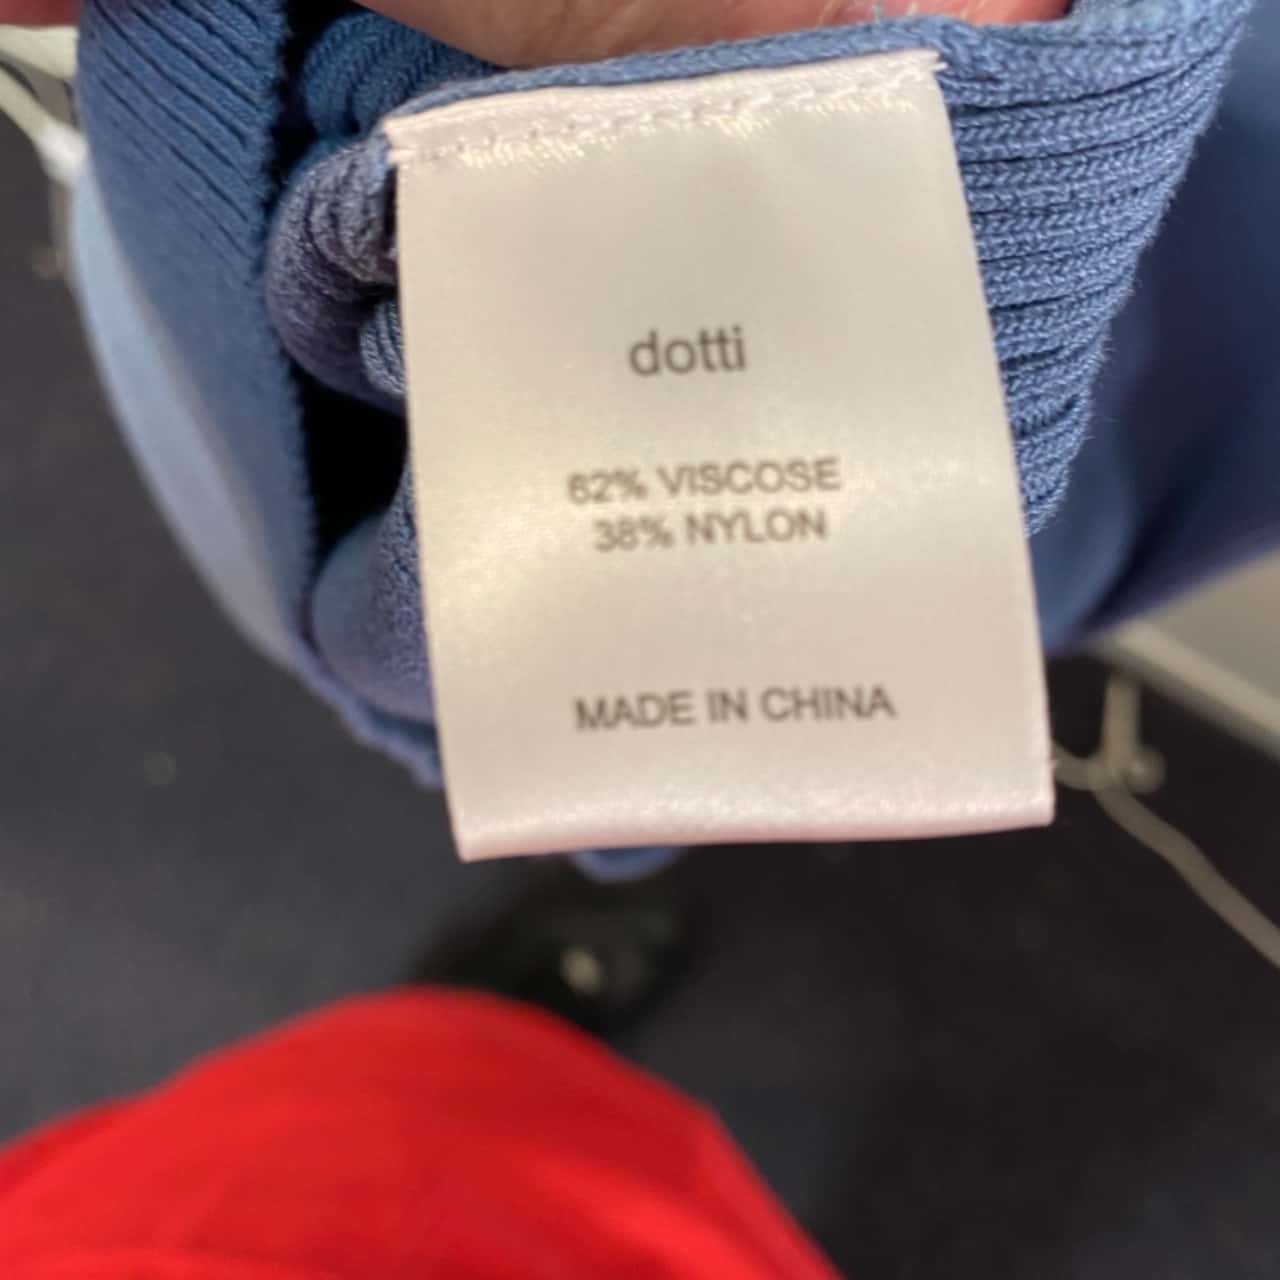 dotti
62% VISCOSE
38% NYLON
MADE IN CHINA